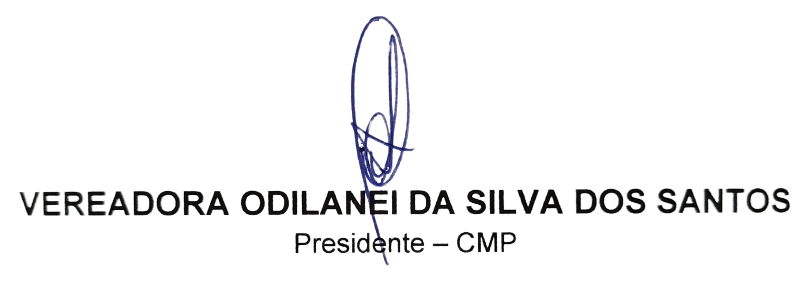 VEREADORA ODILANEI DA SILVA DOS SANTOS
Presidente – CMP